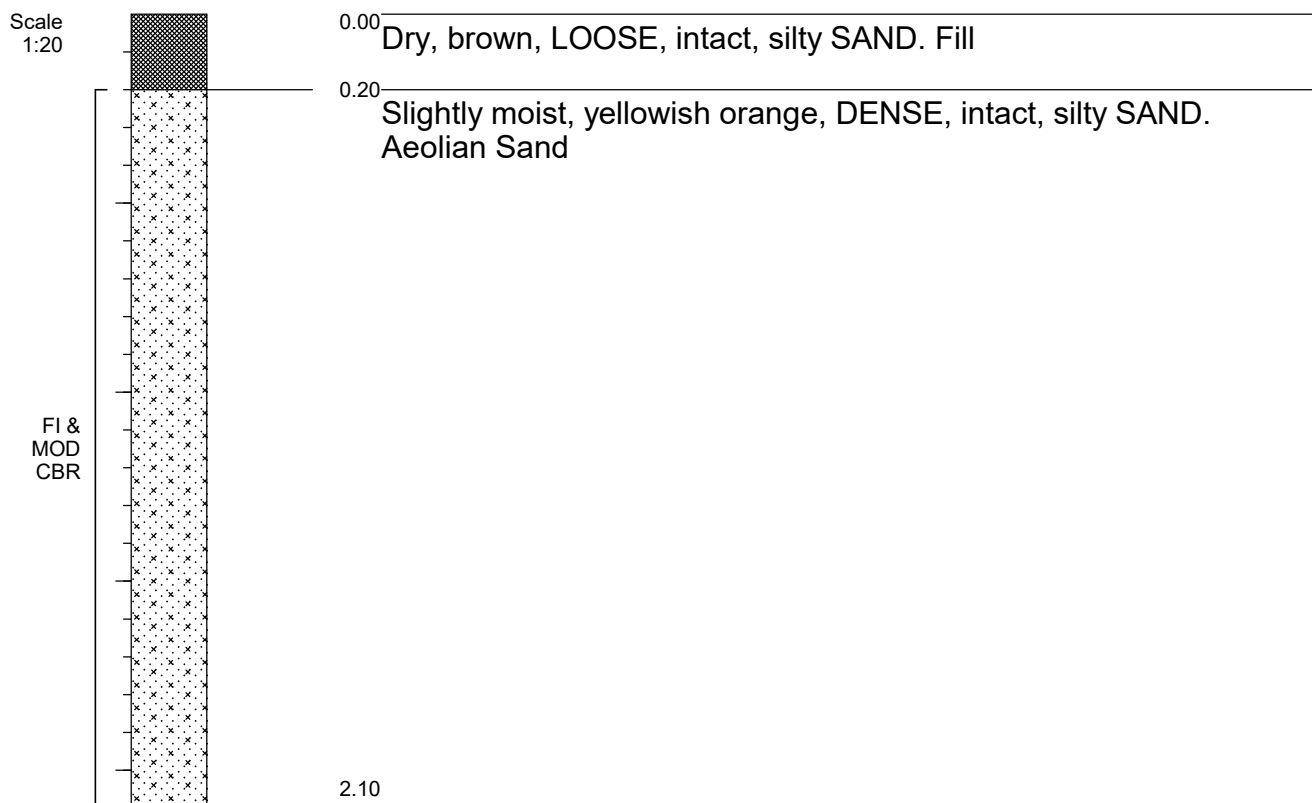 Scale
1:20
0.00
Dry, brown, LOOSE, intact, silty SAND. Fill
0.20
Slightly moist, yellowish orange, DENSE, intact, silty SAND.
Aeolian Sand
FI &
MOD
CBR
2.10